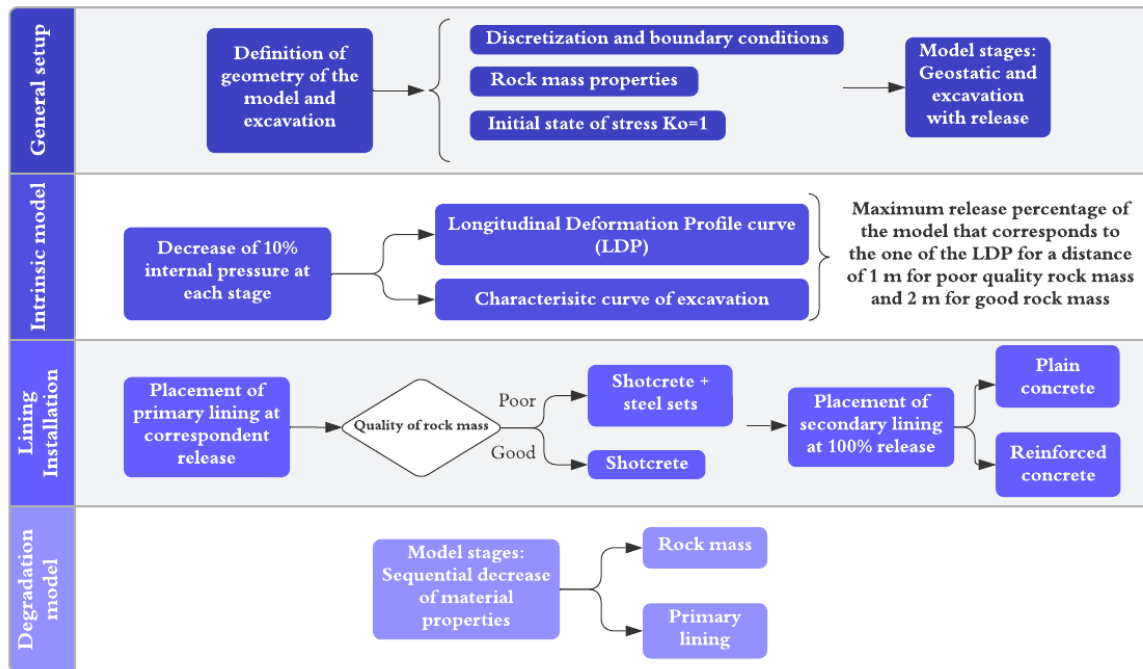 General setup
Definition of
geometry of the
model and
excavation
Discretization and boundary conditions
Rock mass properties
Initial state of stress Ko=1
Model stages:
Geostatic and
excavation
with release
Intrinsic model
Decrease of 10%
internal pressure at
each stage
Longitudinal Deformation Profile curve
(LDP)
Characterisitc curve of excavation
Maximum release percentage of
the model that corresponds to
the one of the LDP for a distance
of 1 m for poor quality rock mass
and 2 m for good rock mass
Lining
Installation
Placement of
primary lining at
correspondent
release
Quality of rock mass
Poor
Good
Shotcrete +
steel sets
Shotcrete
Placement of
secondary lining
at 100% release
Plain
concrete
Reinforced
concrete
Degradation
model
Model stages:
Sequential decrease
of material
properties
Rock mass
Primary
lining